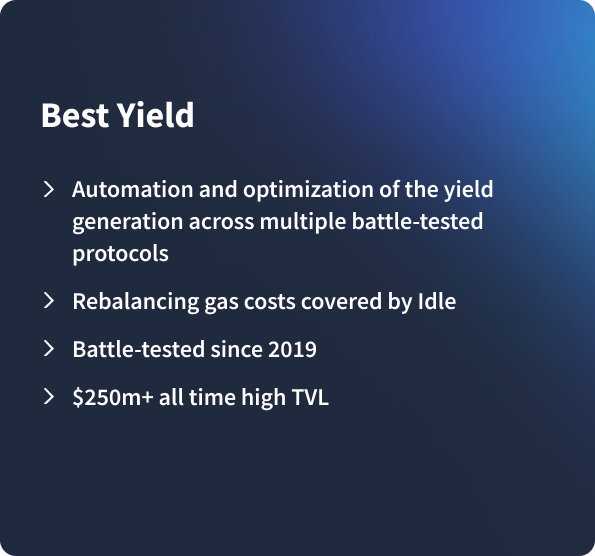 Best Yield
Automation and optimization of the yield
generation across multiple battle-tested
protocols
Rebalancing gas costs covered by Idle
Battle-tested since 2019
$250m+ all time high TVL